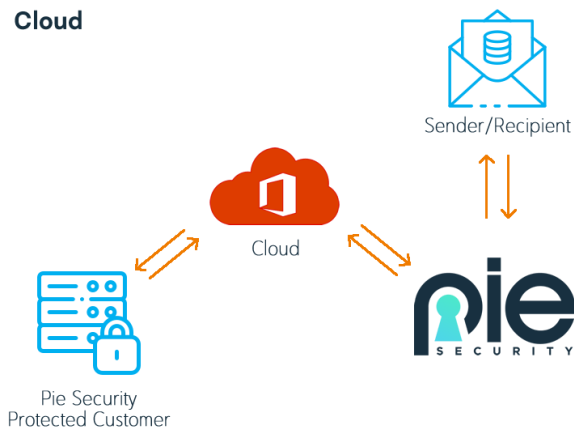 Cloud
Sender/Recipient
Cloud
pie
SECURITY
Pie Security
Protected Customer